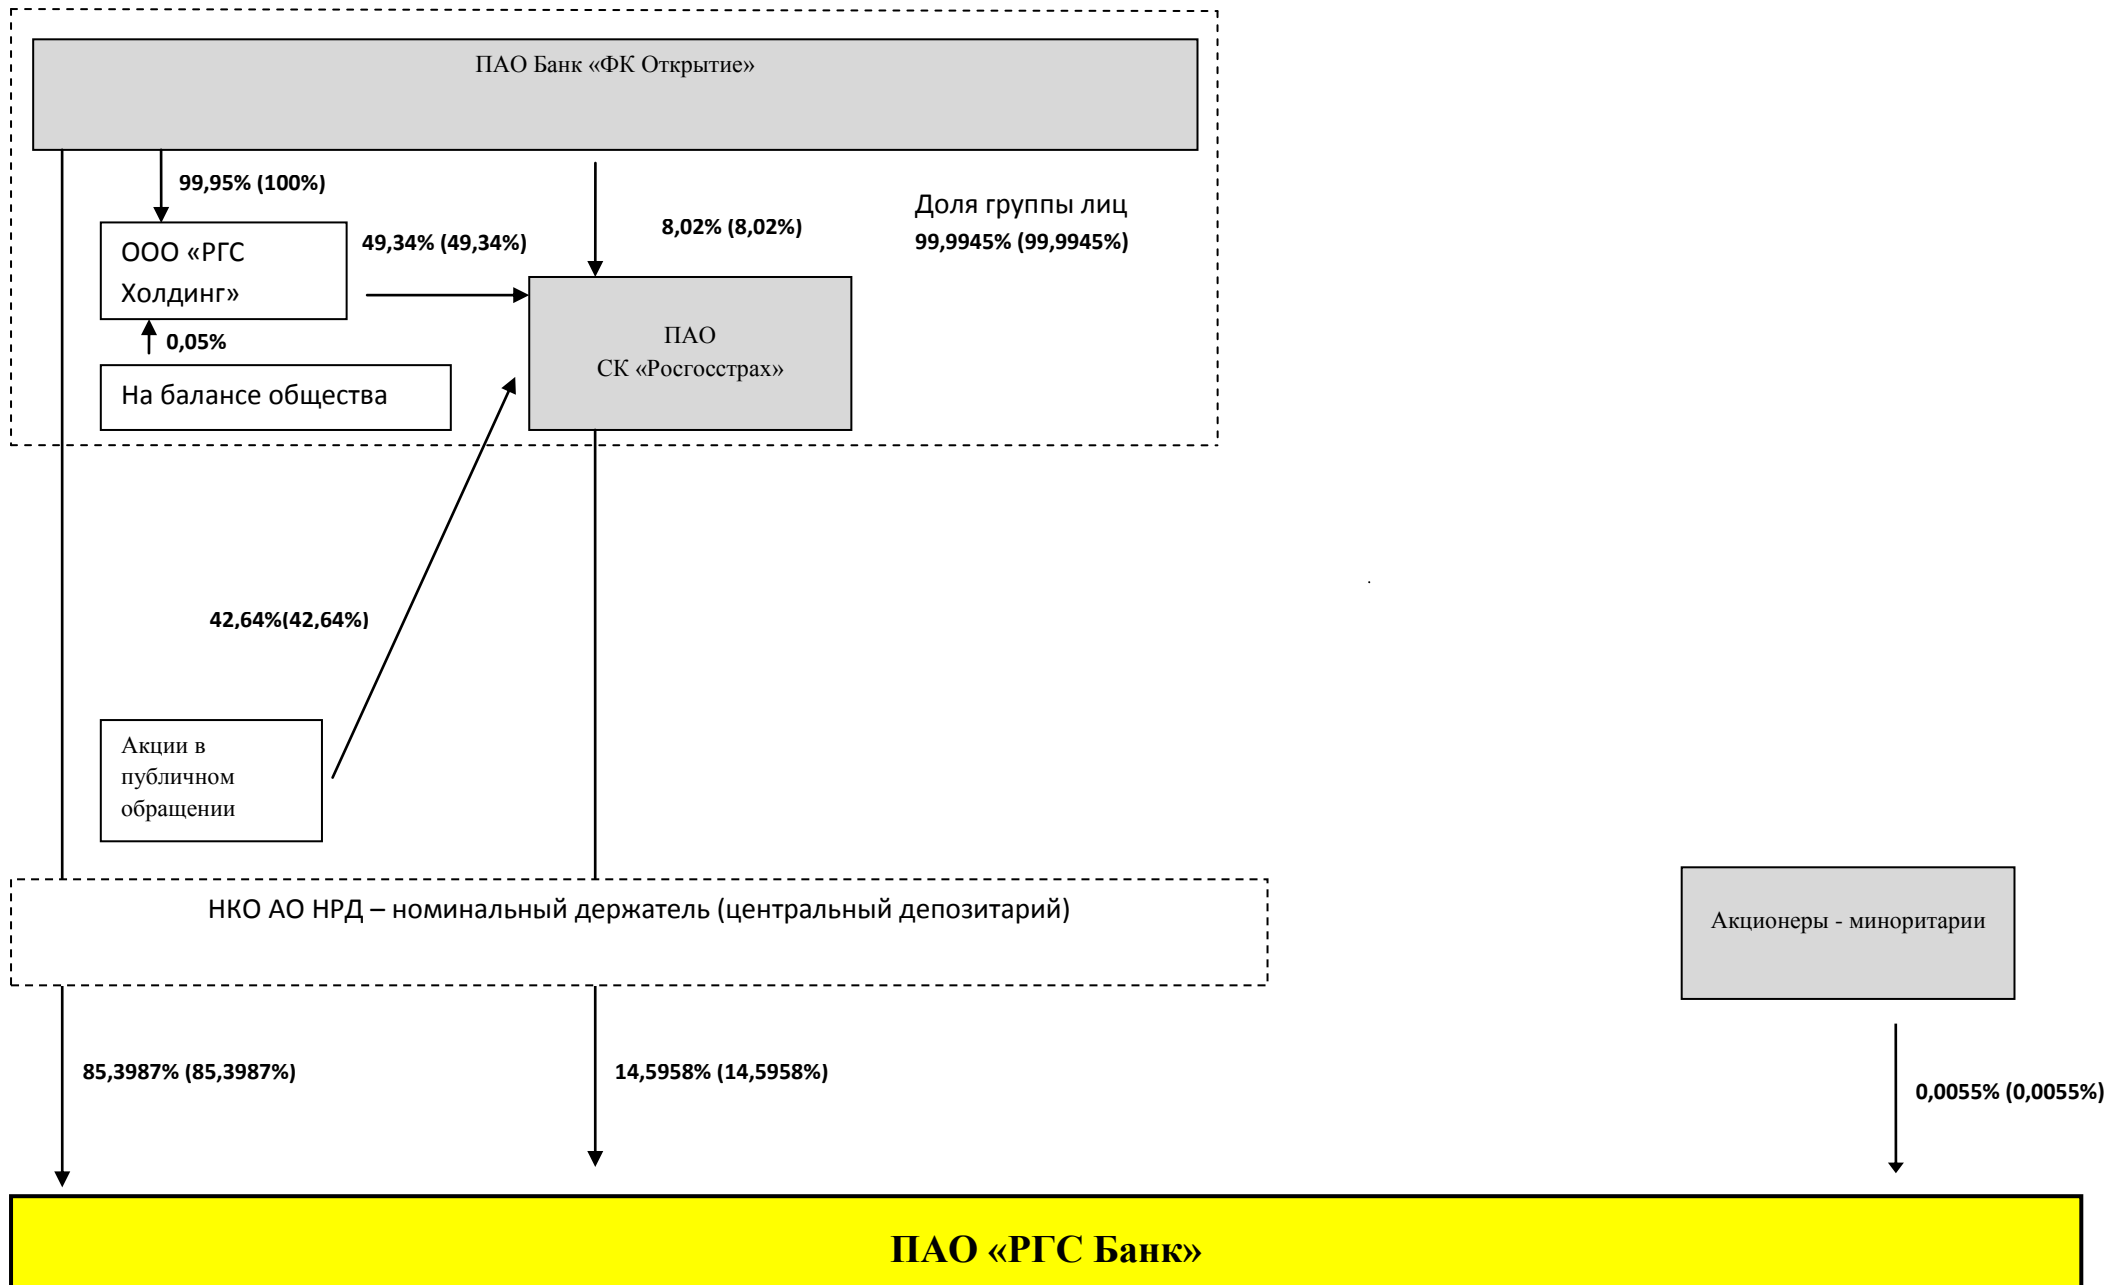 ПАО Банк «ФК Открытие»
99,95% (100%)
Доля группы лиц
99,9945% (99,9945%)
8,02% (8,02%)
49,34% (49,34%)
ООО «РГС
Холдинг»
0,05%
ПАО
СК «Росгосстрах»
На балансе общества
42,64%(42,64%)
Акции в
публичном
обращении
НКО АО НРД – номинальный держатель (центральный депозитарий)
Акционеры - миноритарии
85,3987% (85,3987%)
14,5958% (14,5958%)
0,0055% (0,0055%)
ПАО «РГС Банк»